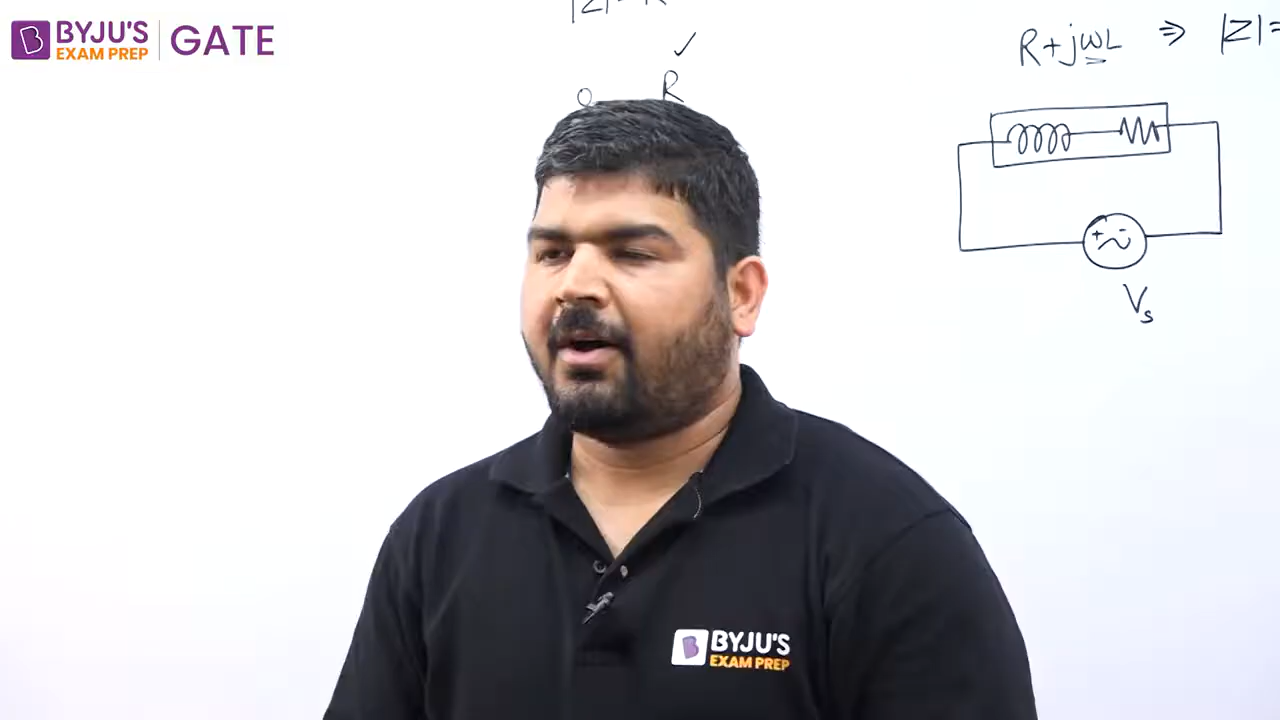 BYJU'S
EXAM PREP
GATE
|Z|=R
R+jωL ⇒ |Z|=
R
+ -
Vs
BYJU'S
EXAM PREP